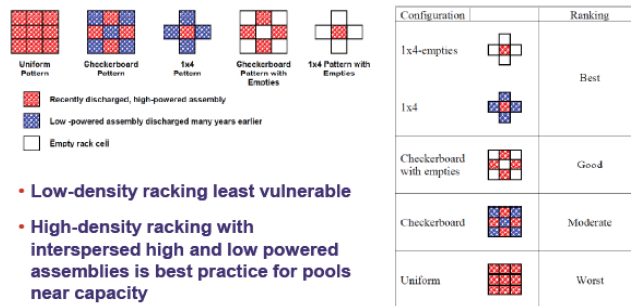 Uniform Pattern
Gheckerboard Pattern
1x4 Pattern
Gheckerboard Pattern with Empties
1x4 Pattern with Empties
Recently discharged, high-powered assembly
Low -powered assembly discharged many years earlier
Empty rack cell
• Low-density racking least vulnerable
• High-density racking with
interspersed high and low powered
assemblies is best practice for pools
near capacity
Configuration Ranking
1x4-empties
Best
1x4
Checkerboard
with empties
Good
Checkerboard
Moderate
Uniform
Worst